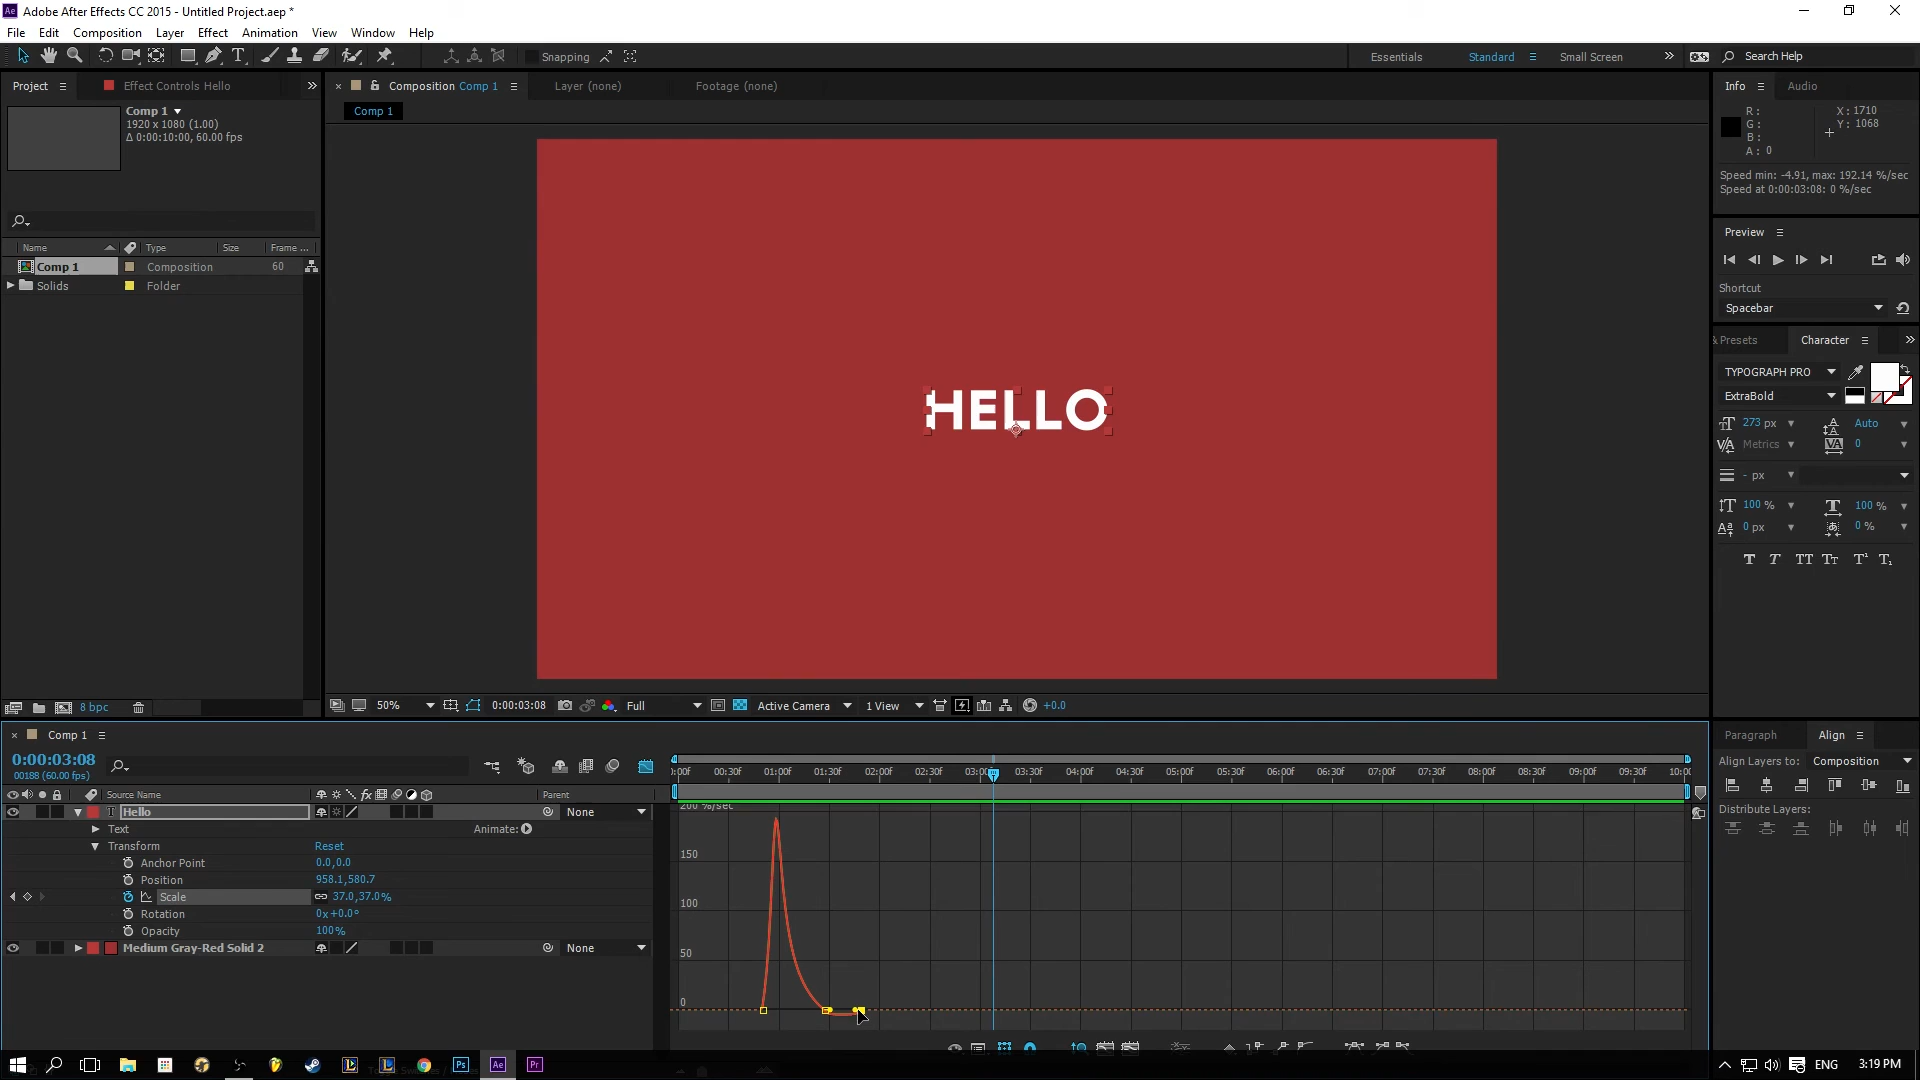 Adobe After Effects CC 2015 - Untitled Project.aep *
File Edit Composition Layer Effect Animation View Window Help
Snapping
Essentials Standard Small Screen Search Help
Project Effect Controls Hello
Composition Comp 1 Layer (none) Footage (none)
Info Audio
Comp 1
1920 x 1080 (1.00)
Δ 0:00:10:00, 60.00 fps
Comp 1
R:
G:
B:
A: 0
X: 1710
Y: 1068
Speed min: -4.91, max: 192.14 %/sec
Speed at 0:00:03:08: 0 %/sec
Preview
Shortcut
Spacebar
Name Type Size Frame ...
Comp 1 Composition 60
Solids Folder
& Presets Character
TYPOGRAPH PRO
ExtraBold
273 px Auto
Metrics 0
- px
100 % 100 %
0 px 0 %
T T TT Tt T¹ T₁
HELLO
8 bpc
50% 0:00:03:08 Full Active Camera 1 View +0.0
Comp 1
0:00:03:08
00188 (60.00 fps)
Source Name Parent
Hello None
Text Animate:
Transform Reset
Anchor Point 0.0,0.0
Position 958.1,580.7
Scale 37.0,37.0%
Rotation 0x+0.0°
Opacity 100%
Medium Gray-Red Solid 2 None
:00f 00:30f 01:00f 01:30f 02:00f 02:30f 03:00f 03:30f 04:00f 04:30f 05:00f 05:30f 06:00f 06:30f 07:00f 07:30f 08:00f 08:30f 09:00f 09:30f 10:00
200 %/sec
150
100
50
0
Paragraph Align
Align Layers to: Composition
Distribute Layers:
Ps Ae Pr
ENG 3:19 PM